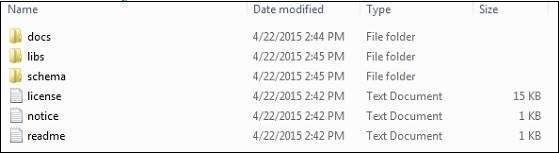 Name Date modified Type Size
docs 4/22/2015 2:44 PM File folder
libs 4/22/2015 2:45 PM File folder
schema 4/22/2015 2:45 PM File folder
license 4/22/2015 2:42 PM Text Document 15 KB
notice 4/22/2015 2:42 PM Text Document 1 KB
readme 4/22/2015 2:42 PM Text Document 1 KB